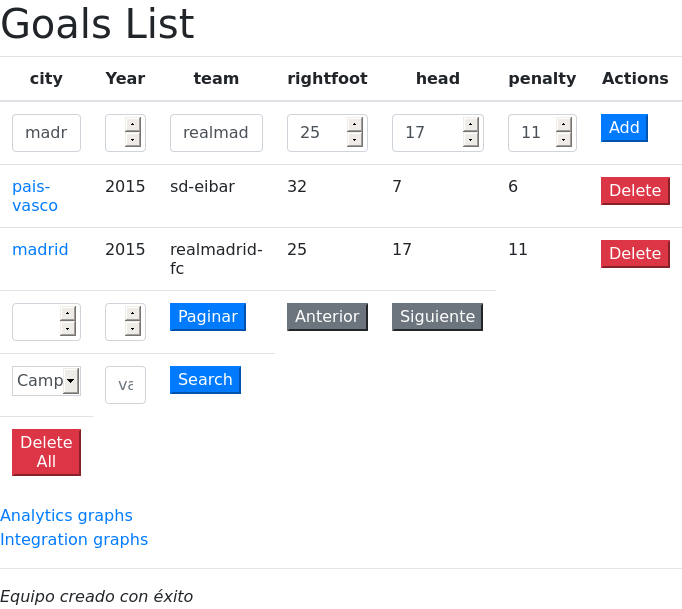 Goals List
city Year team rightfoot head penalty Actions
madr realmad 25 17 11 Add
pais-
vasco 2015 sd-eibar 32 7 6 Delete
madrid 2015 realmadrid-
fc 25 17 11 Delete
Paginar Anterior Siguiente
Camp Search
Delete
All
Analytics graphs
Integration graphs
Equipo creado con éxito